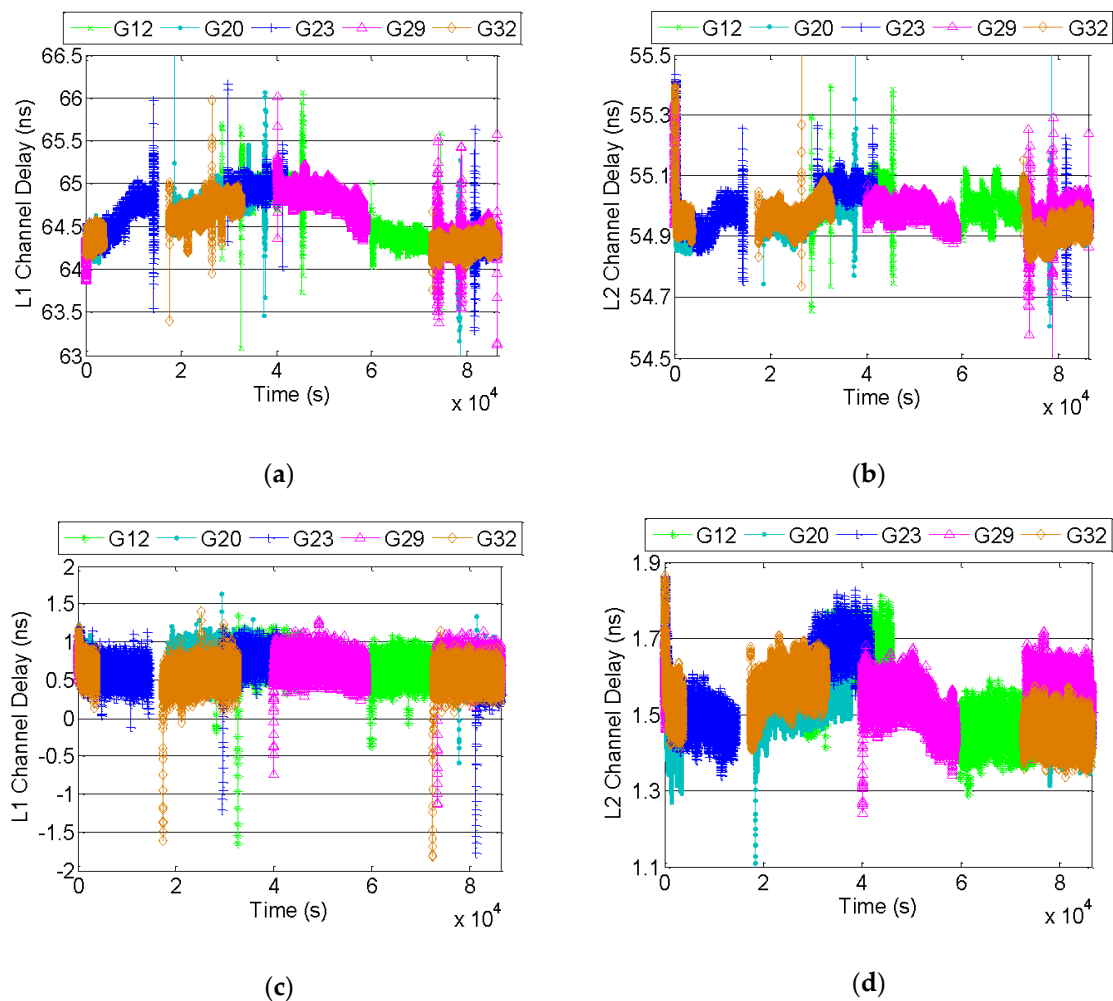 G12 G20 G23 G29 G32
66.5
66
65.5
65
64.5
64
63.5
63
L1 Channel Delay (ns)
0 2 4 6 8
Time (s)
x 10^4
(a)
G12 G20 G23 G29 G32
55.5
55.3
55.1
54.9
54.7
54.5
L2 Channel Delay (ns)
0 2 4 6 8
Time (s)
x 10^4
(b)
G12 G20 G23 G29 G32
2
1.5
1
0.5
0
-0.5
-1
-1.5
-2
L1 Channel Delay (ns)
0 2 4 6 8
Time (s)
x 10^4
(c)
G12 G20 G23 G29 G32
1.9
1.7
1.5
1.3
1.1
L2 Channel Delay (ns)
0 2 4 6 8
Time (s)
x 10^4
(d)